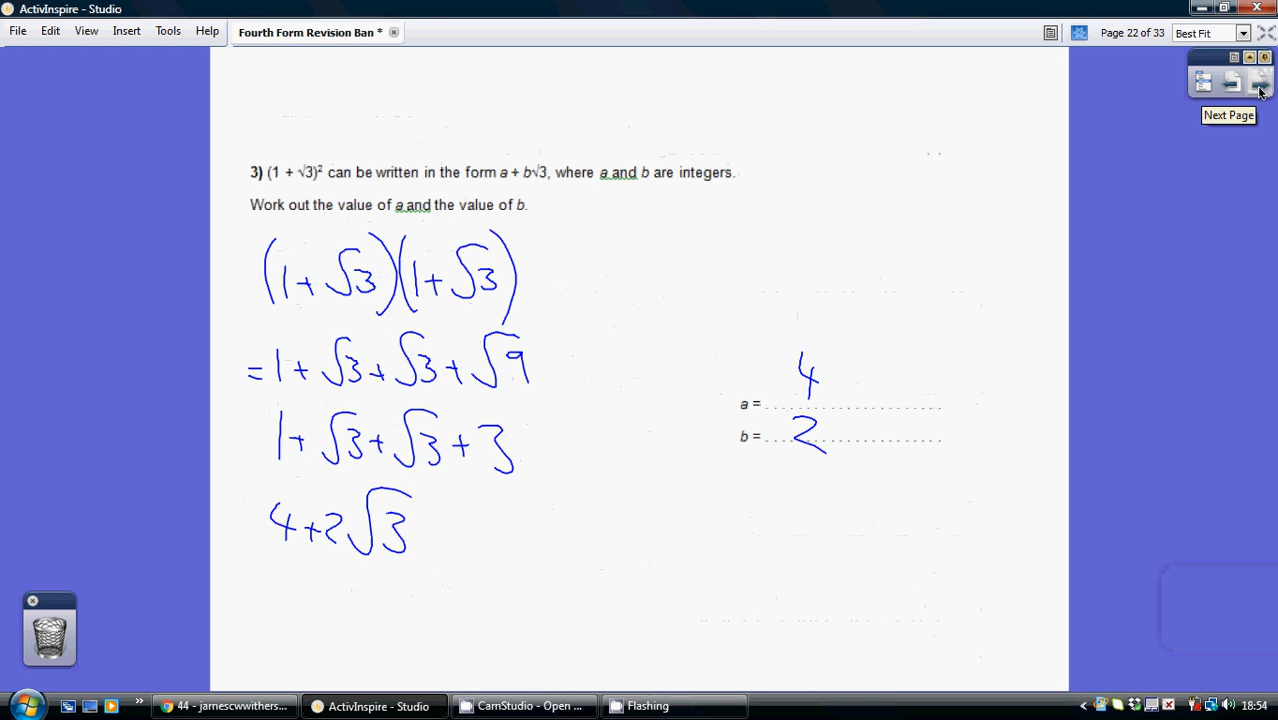 ActivInspire - Studio
File Edit View Insert Tools Help
Fourth Form Revision Ban *
Page 22 of 33
Best Fit
Next Page
3) (1 + √3)² can be written in the form a + b√3, where a and b are integers.
Work out the value of a and the value of b.
(1 + √3)(1 + √3)
= 1 + √3 + √3 + √9
1 + √3 + √3 + 3
4 + 2√3
4
a = ........................
2
b = ........................
44 - jamescwwithers...
ActivInspire - Studio
CamStudio - Open ...
Flashing
18:54